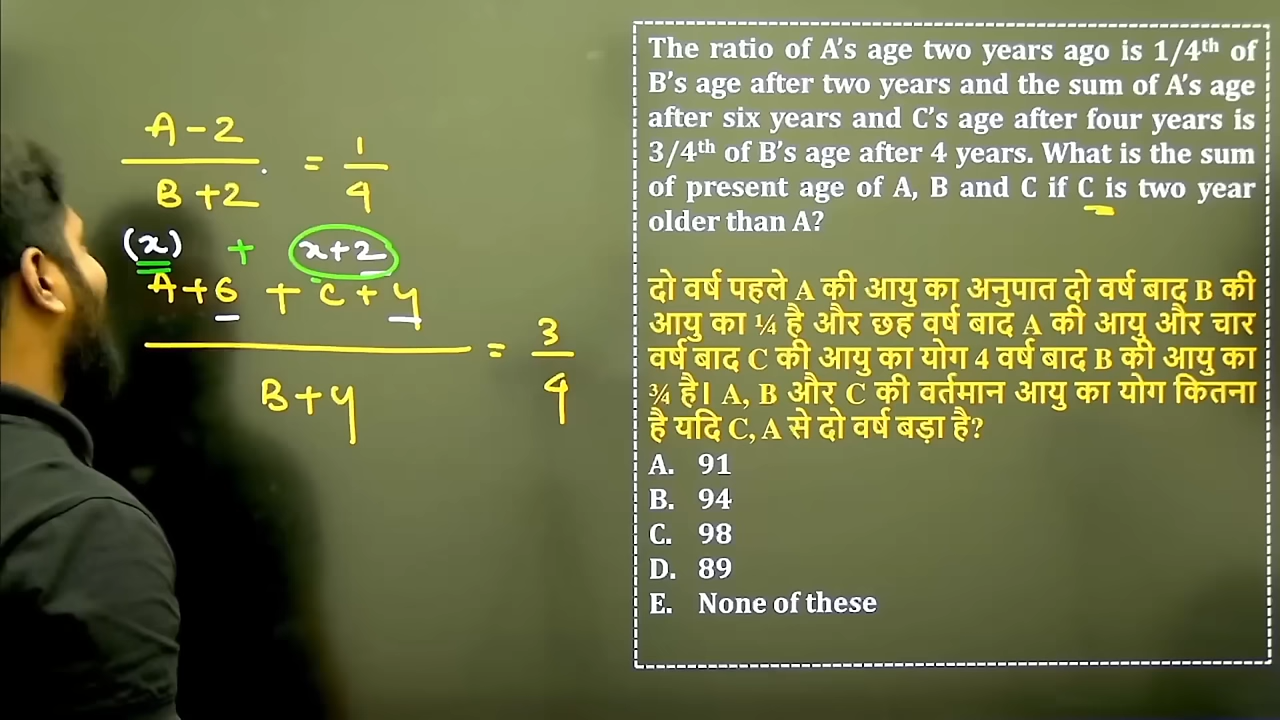 A - 2
B + 2
= 1/4
(x) + x + 2
A + 6 + C + 4
B + 4
= 3/4
The ratio of A's age two years ago is 1/4th of
B's age after two years and the sum of A's age
after six years and C's age after four years is
3/4th of B's age after 4 years. What is the sum
of present age of A, B and C if C is two year
older than A?
दो वर्ष पहले A की आयु का अनुपात दो वर्ष बाद B की
आयु का ¼ है और छह वर्ष बाद A की आयु और चार
वर्ष बाद C की आयु का योग 4 वर्ष बाद B की आयु का
¾ है। A, B और C की वर्तमान आयु का योग कितना
है यदि C, A से दो वर्ष बड़ा है?
A. 91
B. 94
C. 98
D. 89
E. None of these